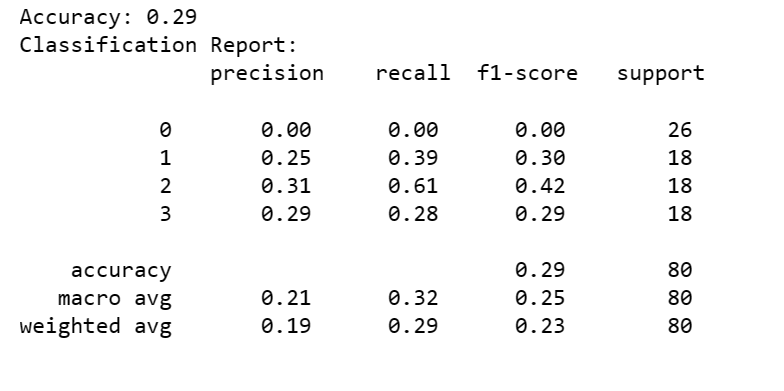 Accuracy: 0.29
Classification Report:
precision recall f1-score support
0 0.00 0.00 0.00 26
1 0.25 0.39 0.30 18
2 0.31 0.61 0.42 18
3 0.29 0.28 0.29 18
accuracy 0.29 80
macro avg 0.21 0.32 0.25 80
weighted avg 0.19 0.29 0.23 80